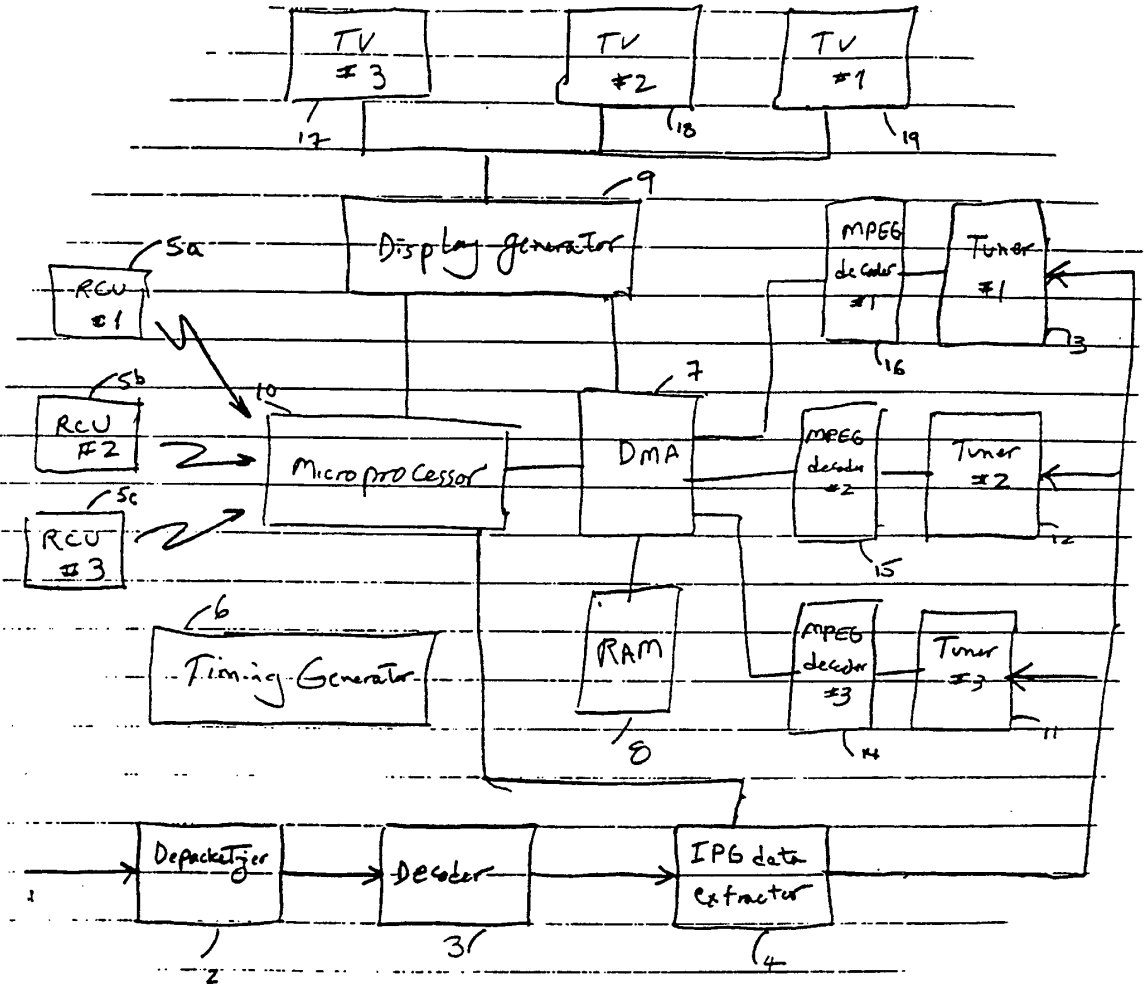 TV
#3
17
TV
#2
18
TV
#1
19
9
Display generator
5a
RCU
#1
5b
RCU
#2
5c
RCU
#3
10
Microprocessor
7
DMA
MPEG
decoder
#1
16
Tuner
#1
13
MPEG
decoder
#2
15
Tuner
#2
12
MPEG
decoder
#3
14
Tuner
#3
11
6
Timing Generator
RAM
8
1
Depacketizer
2
Decoder
3
IPG data
extractor
4